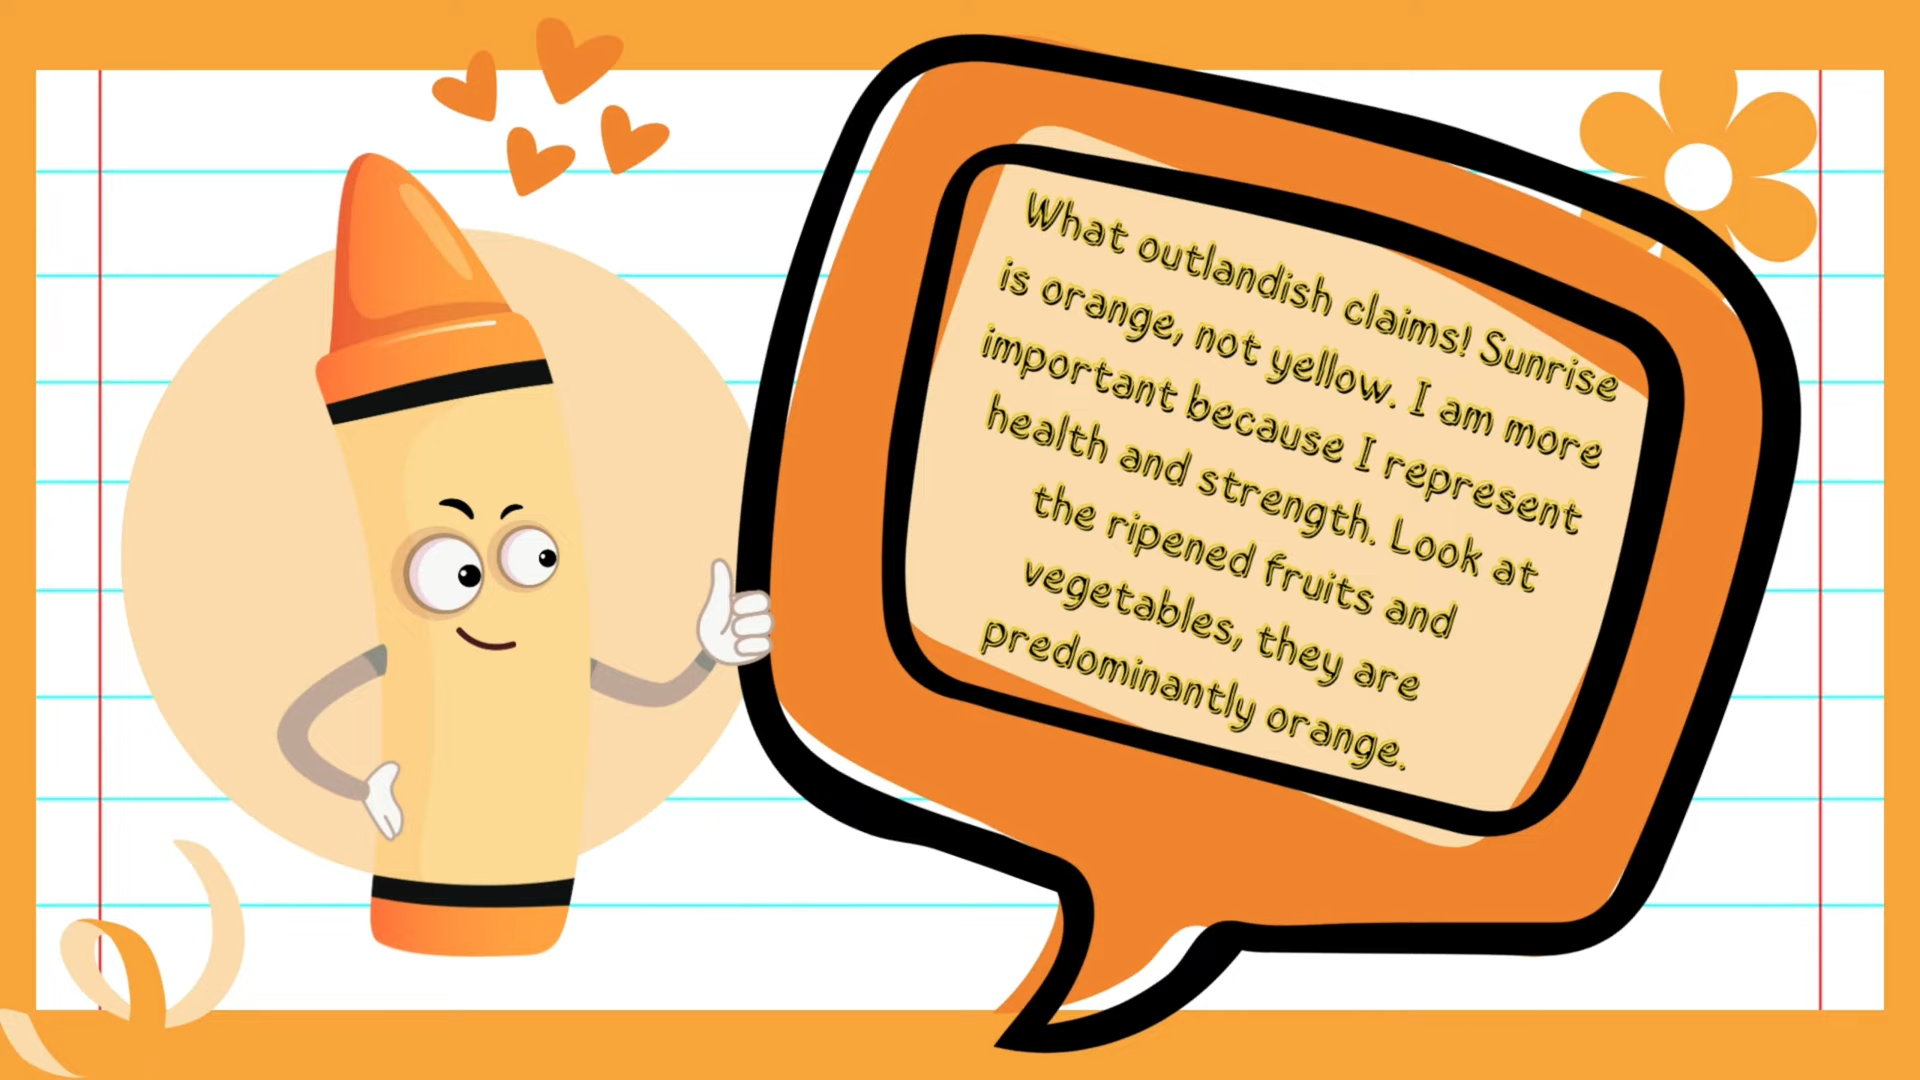 What outlandish claims! Sunrise
is orange, not yellow. I am more
important because I represent
health and strength. Look at
the ripened fruits and
vegetables, they are
predominantly orange.